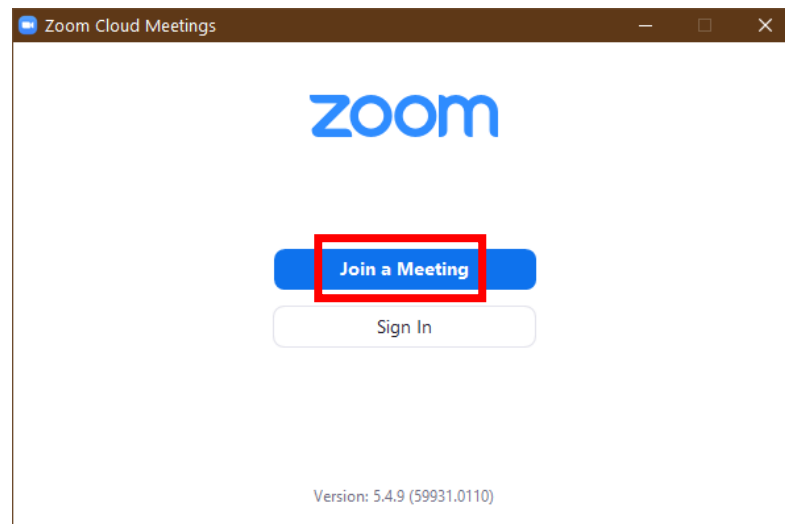 Zoom Cloud Meetings
zoom
Join a Meeting
Sign In
Version: 5.4.9 (59931.0110)